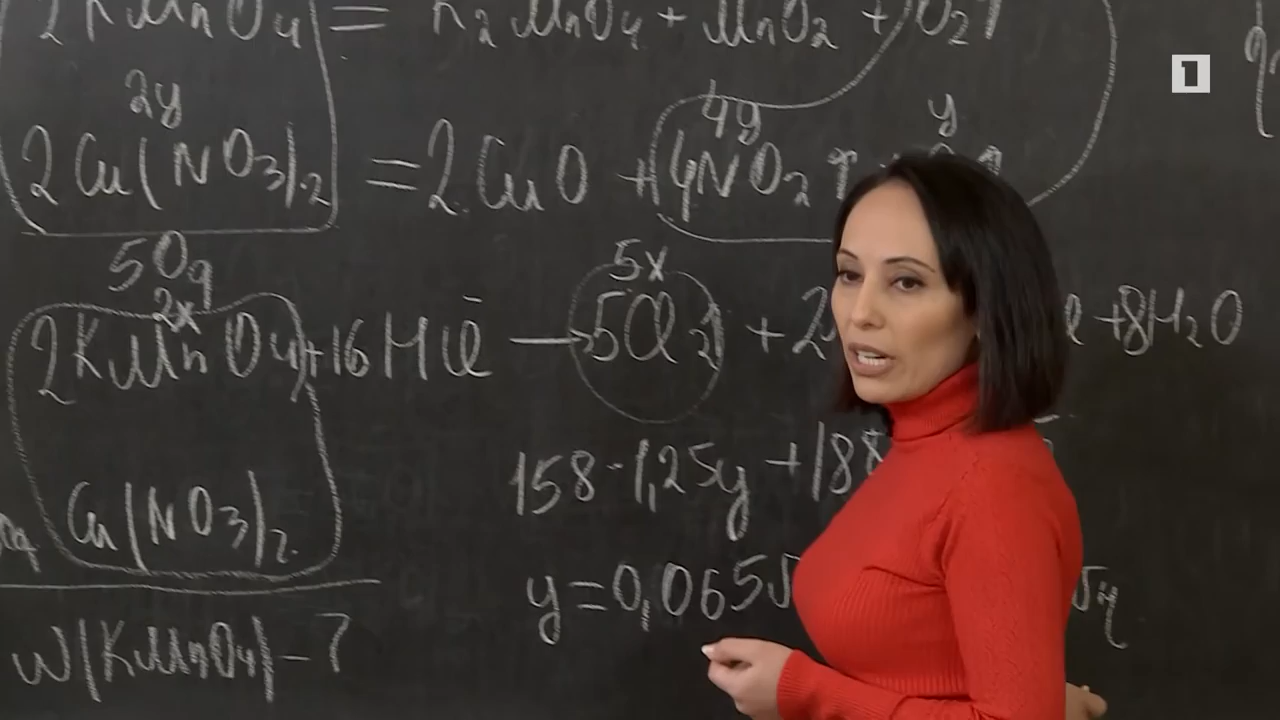 2KMnO4 = K2MnO4 + MnO2 + O2↑
2y 4y y
2Cu(NO3)2 = 2CuO + 4NO2↑ +
50գ
2x 5x
2KMnO4 + 16HCl → 5Cl2 + 2 + 8H2O
158·1,25y + 188
Cu(NO3)2
y = 0,065
W(KMnO4) – ?
1